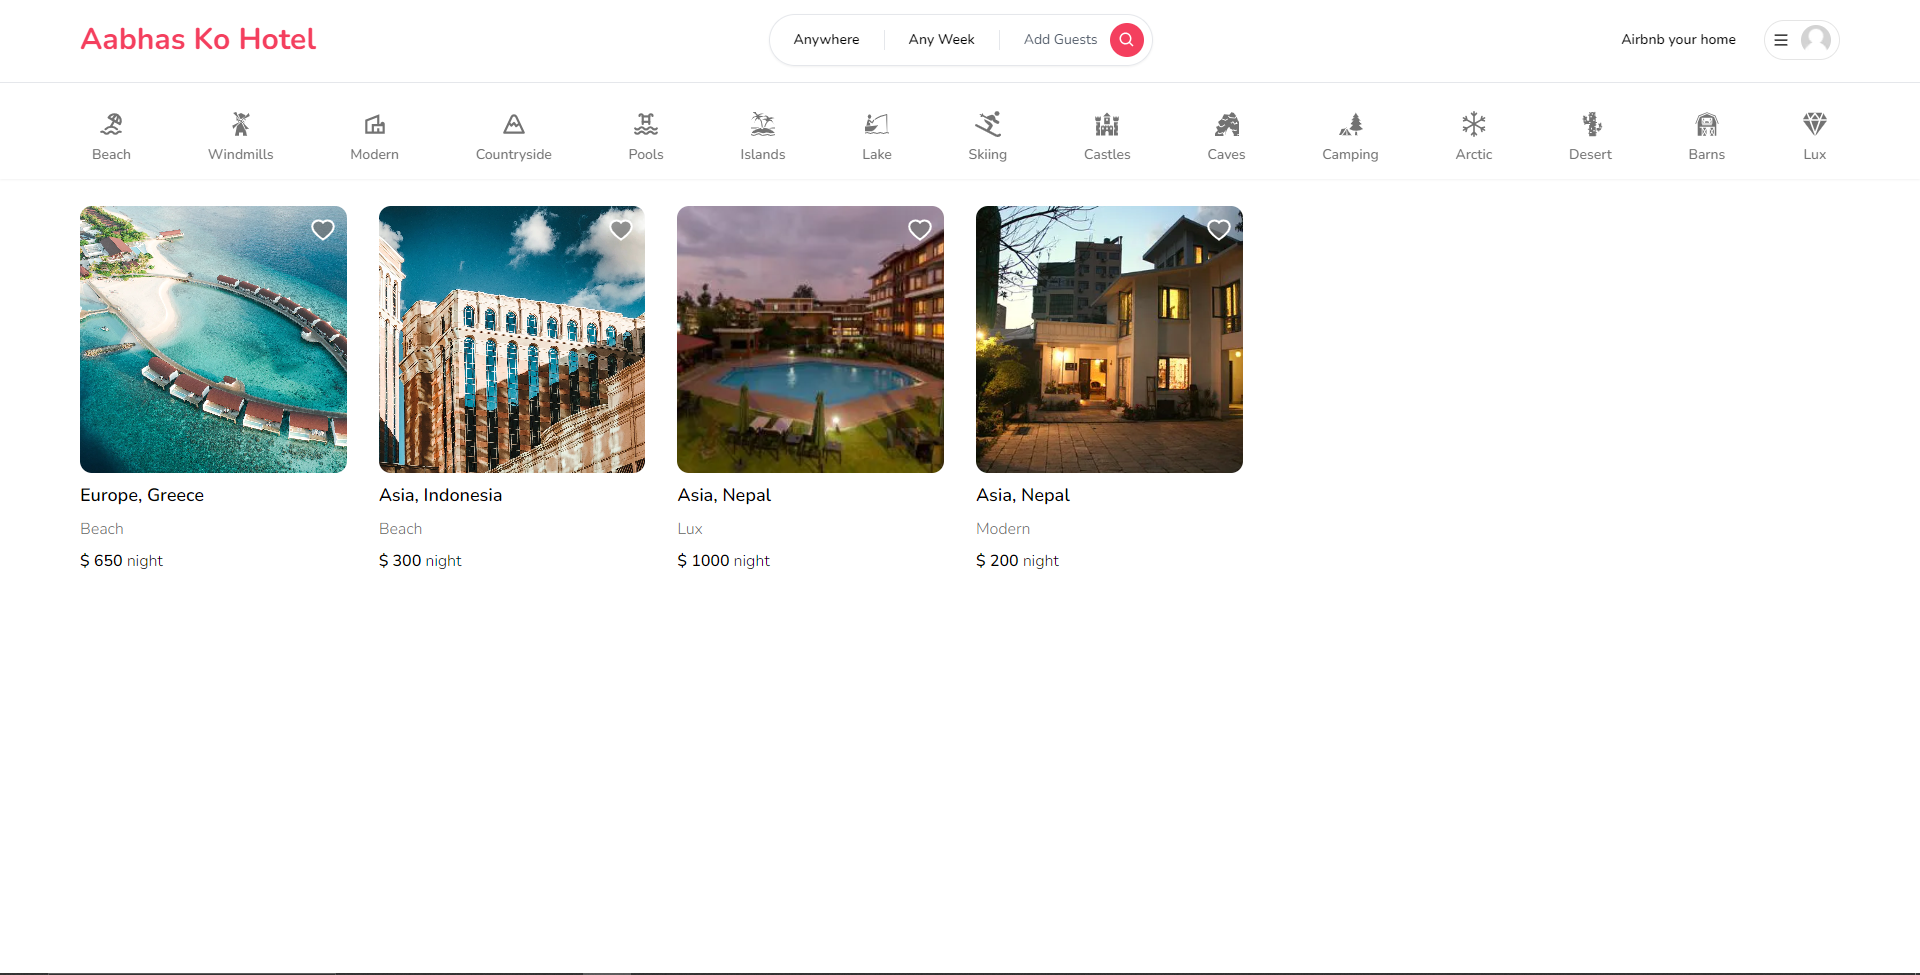 Aabhas Ko Hotel
Anywhere
Any Week
Add Guests
Airbnb your home
Beach
Windmills
Modern
Countryside
Pools
Islands
Lake
Skiing
Castles
Caves
Camping
Arctic
Desert
Barns
Lux
Europe, Greece
Beach
$ 650 night
Asia, Indonesia
Beach
$ 300 night
Asia, Nepal
Lux
$ 1000 night
Asia, Nepal
Modern
$ 200 night